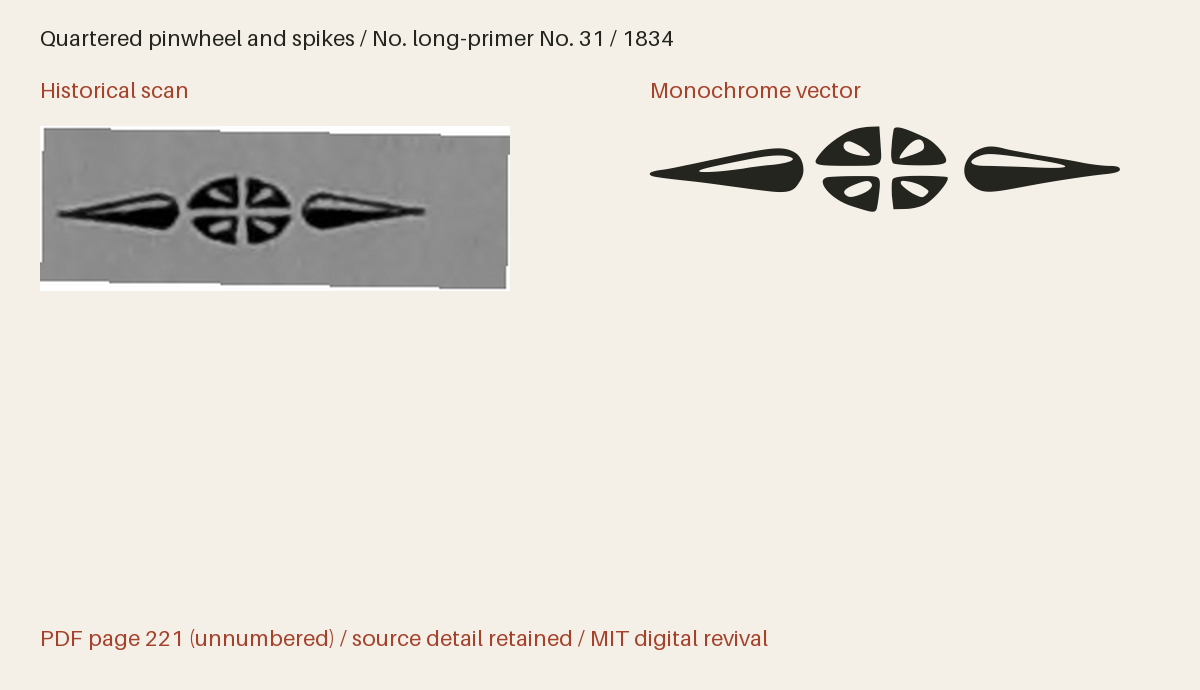 Quartered pinwheel and spikes / No. long-primer No. 31 / 1834
Historical scan
Monochrome vector
PDF page 221 (unnumbered) / source detail retained / MIT digital revival